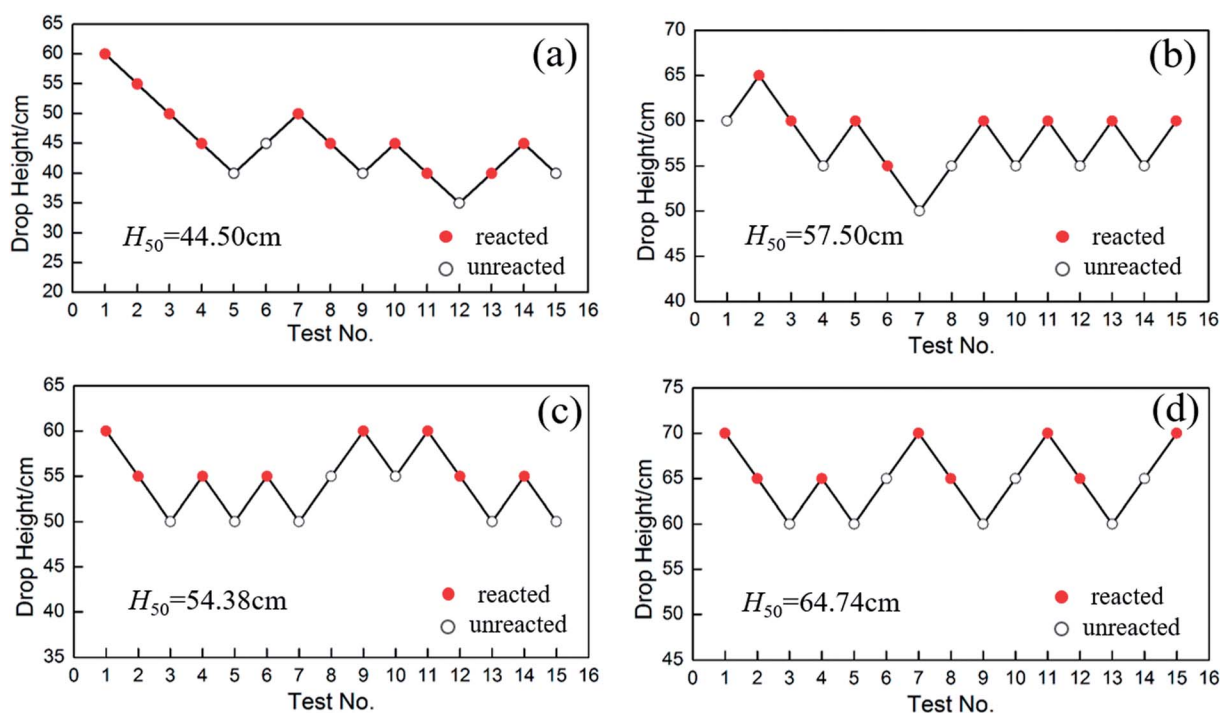 (a)
Drop Height/cm
65
60
55
50
45
40
35
30
25
20
H50=44.50cm
reacted
unreacted
0 1 2 3 4 5 6 7 8 9 10 11 12 13 14 15 16
Test No.
(b)
Drop Height/cm
70
65
60
55
50
45
40
H50=57.50cm
reacted
unreacted
0 1 2 3 4 5 6 7 8 9 10 11 12 13 14 15 16
Test No.
(c)
Drop Height/cm
65
60
55
50
45
40
35
H50=54.38cm
reacted
unreacted
0 1 2 3 4 5 6 7 8 9 10 11 12 13 14 15 16
Test No.
(d)
Drop Height/cm
75
70
65
60
55
50
45
H50=64.74cm
reacted
unreacted
0 1 2 3 4 5 6 7 8 9 10 11 12 13 14 15 16
Test No.